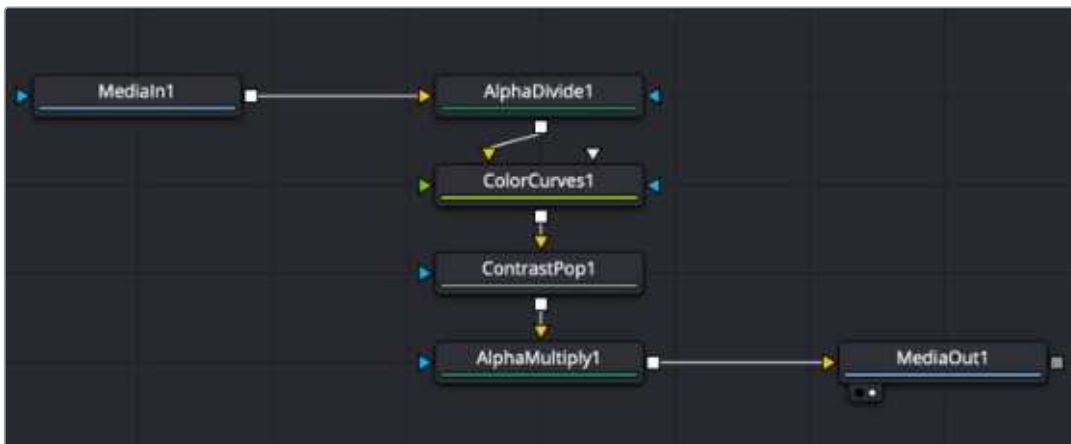 MediaIn1
AlphaDivide1
ColorCurves1
ContrastPop1
AlphaMultiply1
MediaOut1